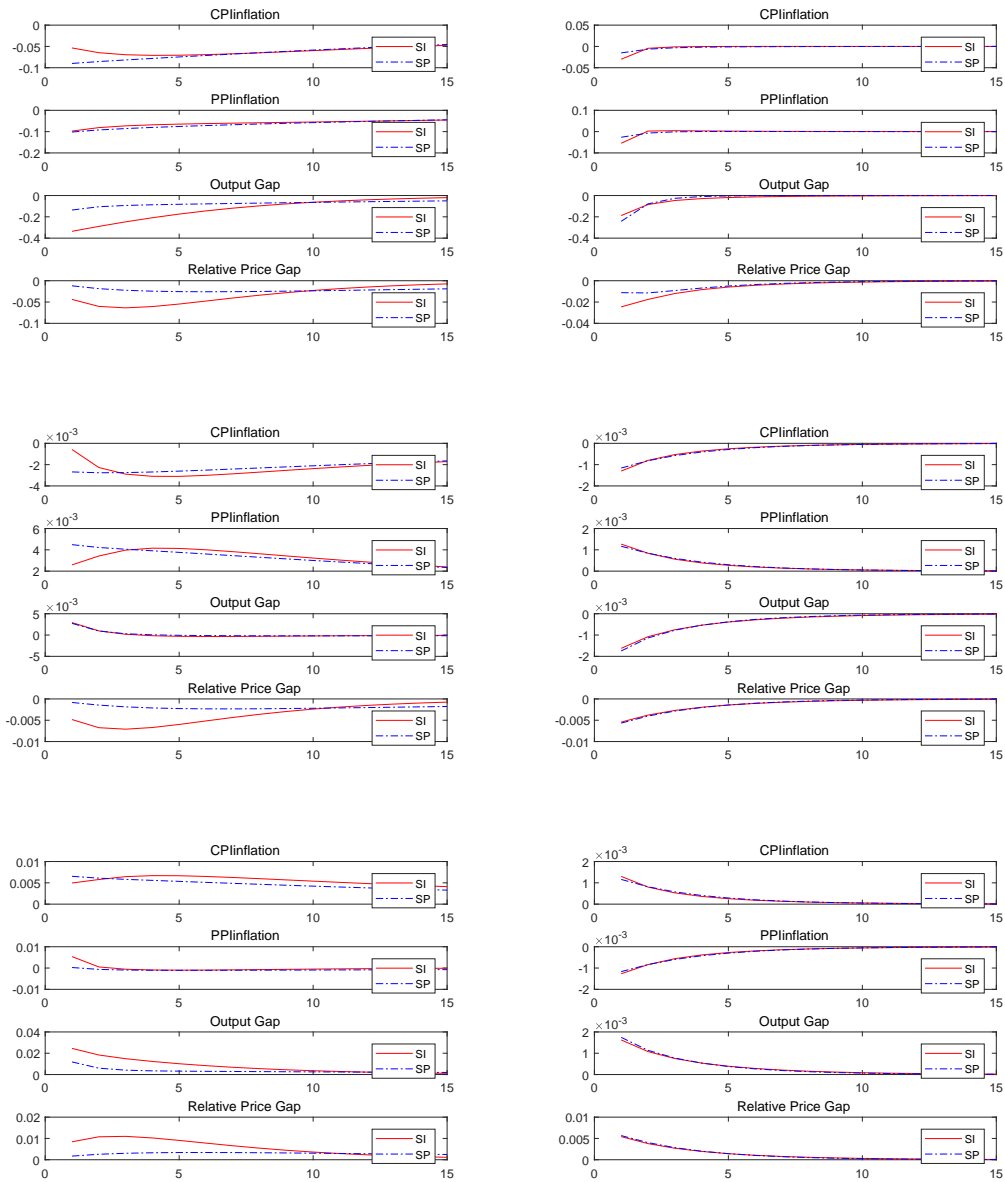 CPIinflation
0
-0.05
-0.1
SI
SP
0 5 10 15
PPIinflation
0
-0.1
-0.2
SI
SP
0 5 10 15
Output Gap
0
-0.2
-0.4
SI
SP
0 5 10 15
Relative Price Gap
0
-0.05
-0.1
SI
SP
0 5 10 15
CPIinflation
0.05
0
-0.05
SI
SP
0 5 10 15
PPIinflation
0.1
0
-0.1
SI
SP
0 5 10 15
Output Gap
0
-0.2
-0.4
SI
SP
0 5 10 15
Relative Price Gap
0
-0.02
-0.04
SI
SP
0 5 10 15
×10⁻³
CPIinflation
0
-2
-4
SI
SP
0 5 10 15
×10⁻³
PPIinflation
6
4
2
SI
SP
0 5 10 15
×10⁻³
Output Gap
5
0
-5
SI
SP
0 5 10 15
Relative Price Gap
0
-0.005
-0.01
SI
SP
0 5 10 15
×10⁻³
CPIinflation
0
-1
-2
SI
SP
0 5 10 15
×10⁻³
PPIinflation
2
1
0
SI
SP
0 5 10 15
×10⁻³
Output Gap
0
-1
-2
SI
SP
0 5 10 15
Relative Price Gap
0
-0.005
-0.01
SI
SP
0 5 10 15
CPIinflation
0.01
0.005
0
SI
SP
0 5 10 15
PPIinflation
0.01
0
-0.01
SI
SP
0 5 10 15
Output Gap
0.04
0.02
0
SI
SP
0 5 10 15
Relative Price Gap
0.02
0.01
0
SI
SP
0 5 10 15
×10⁻³
CPIinflation
2
1
0
SI
SP
0 5 10 15
×10⁻³
PPIinflation
0
-1
-2
SI
SP
0 5 10 15
×10⁻³
Output Gap
2
1
0
SI
SP
0 5 10 15
Relative Price Gap
0.01
0.005
0
SI
SP
0 5 10 15